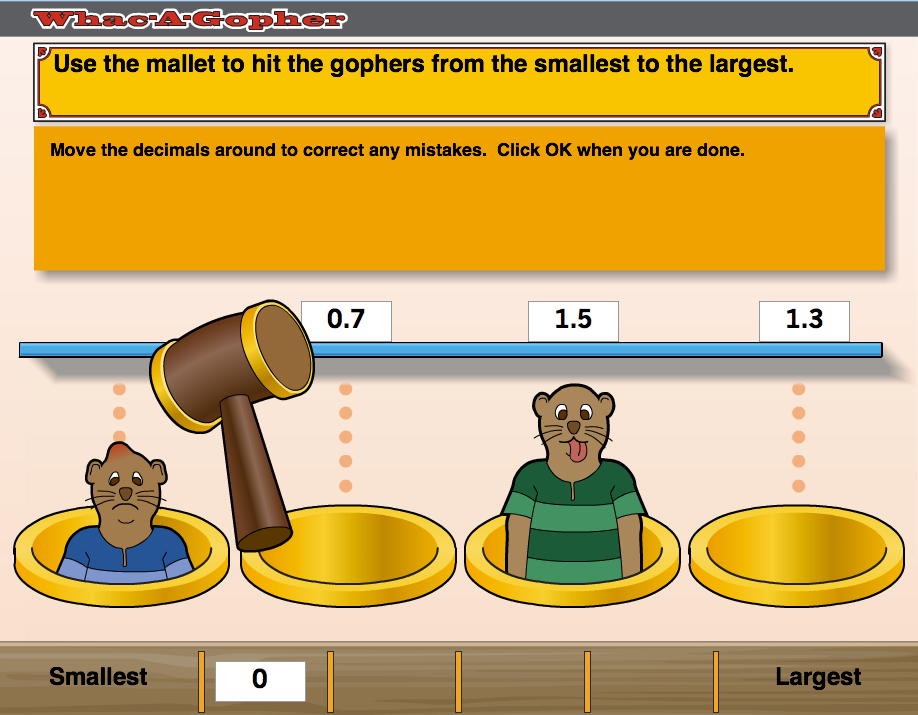 Whac-A-Gopher
Use the mallet to hit the gophers from the smallest to the largest.
Move the decimals around to correct any mistakes.  Click OK when you are done.
0.7 1.5 1.3
Smallest 0 Largest